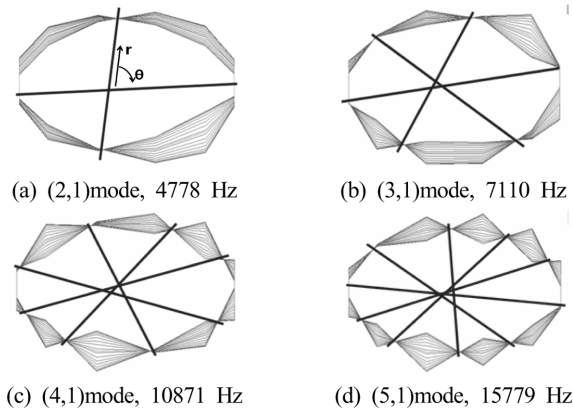 r
θ
(a) (2,1)mode, 4778 Hz
(b) (3,1)mode, 7110 Hz
(c) (4,1)mode, 10871 Hz
(d) (5,1)mode, 15779 Hz